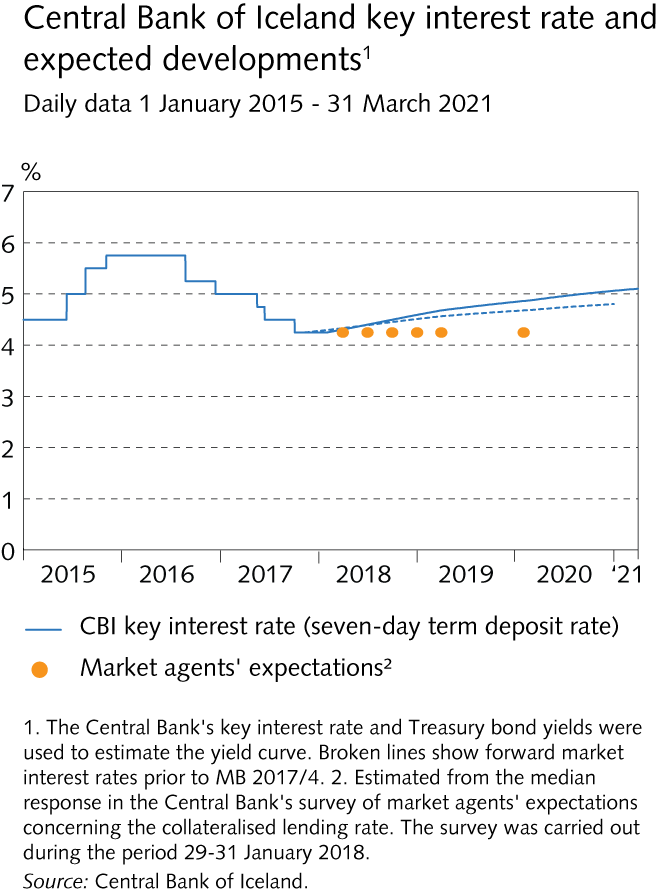 Central Bank of Iceland key interest rate and
expected developments¹
Daily data 1 January 2015 - 31 March 2021
%
7
6
5
4
3
2
1
0
2015 2016 2017 2018 2019 2020 '21
CBI key interest rate (seven-day term deposit rate)
Market agents' expectations²
1. The Central Bank's key interest rate and Treasury bond yields were
used to estimate the yield curve. Broken lines show forward market
interest rates prior to MB 2017/4. 2. Estimated from the median
response in the Central Bank's survey of market agents' expectations
concerning the collateralised lending rate. The survey was carried out
during the period 29-31 January 2018.
Source: Central Bank of Iceland.